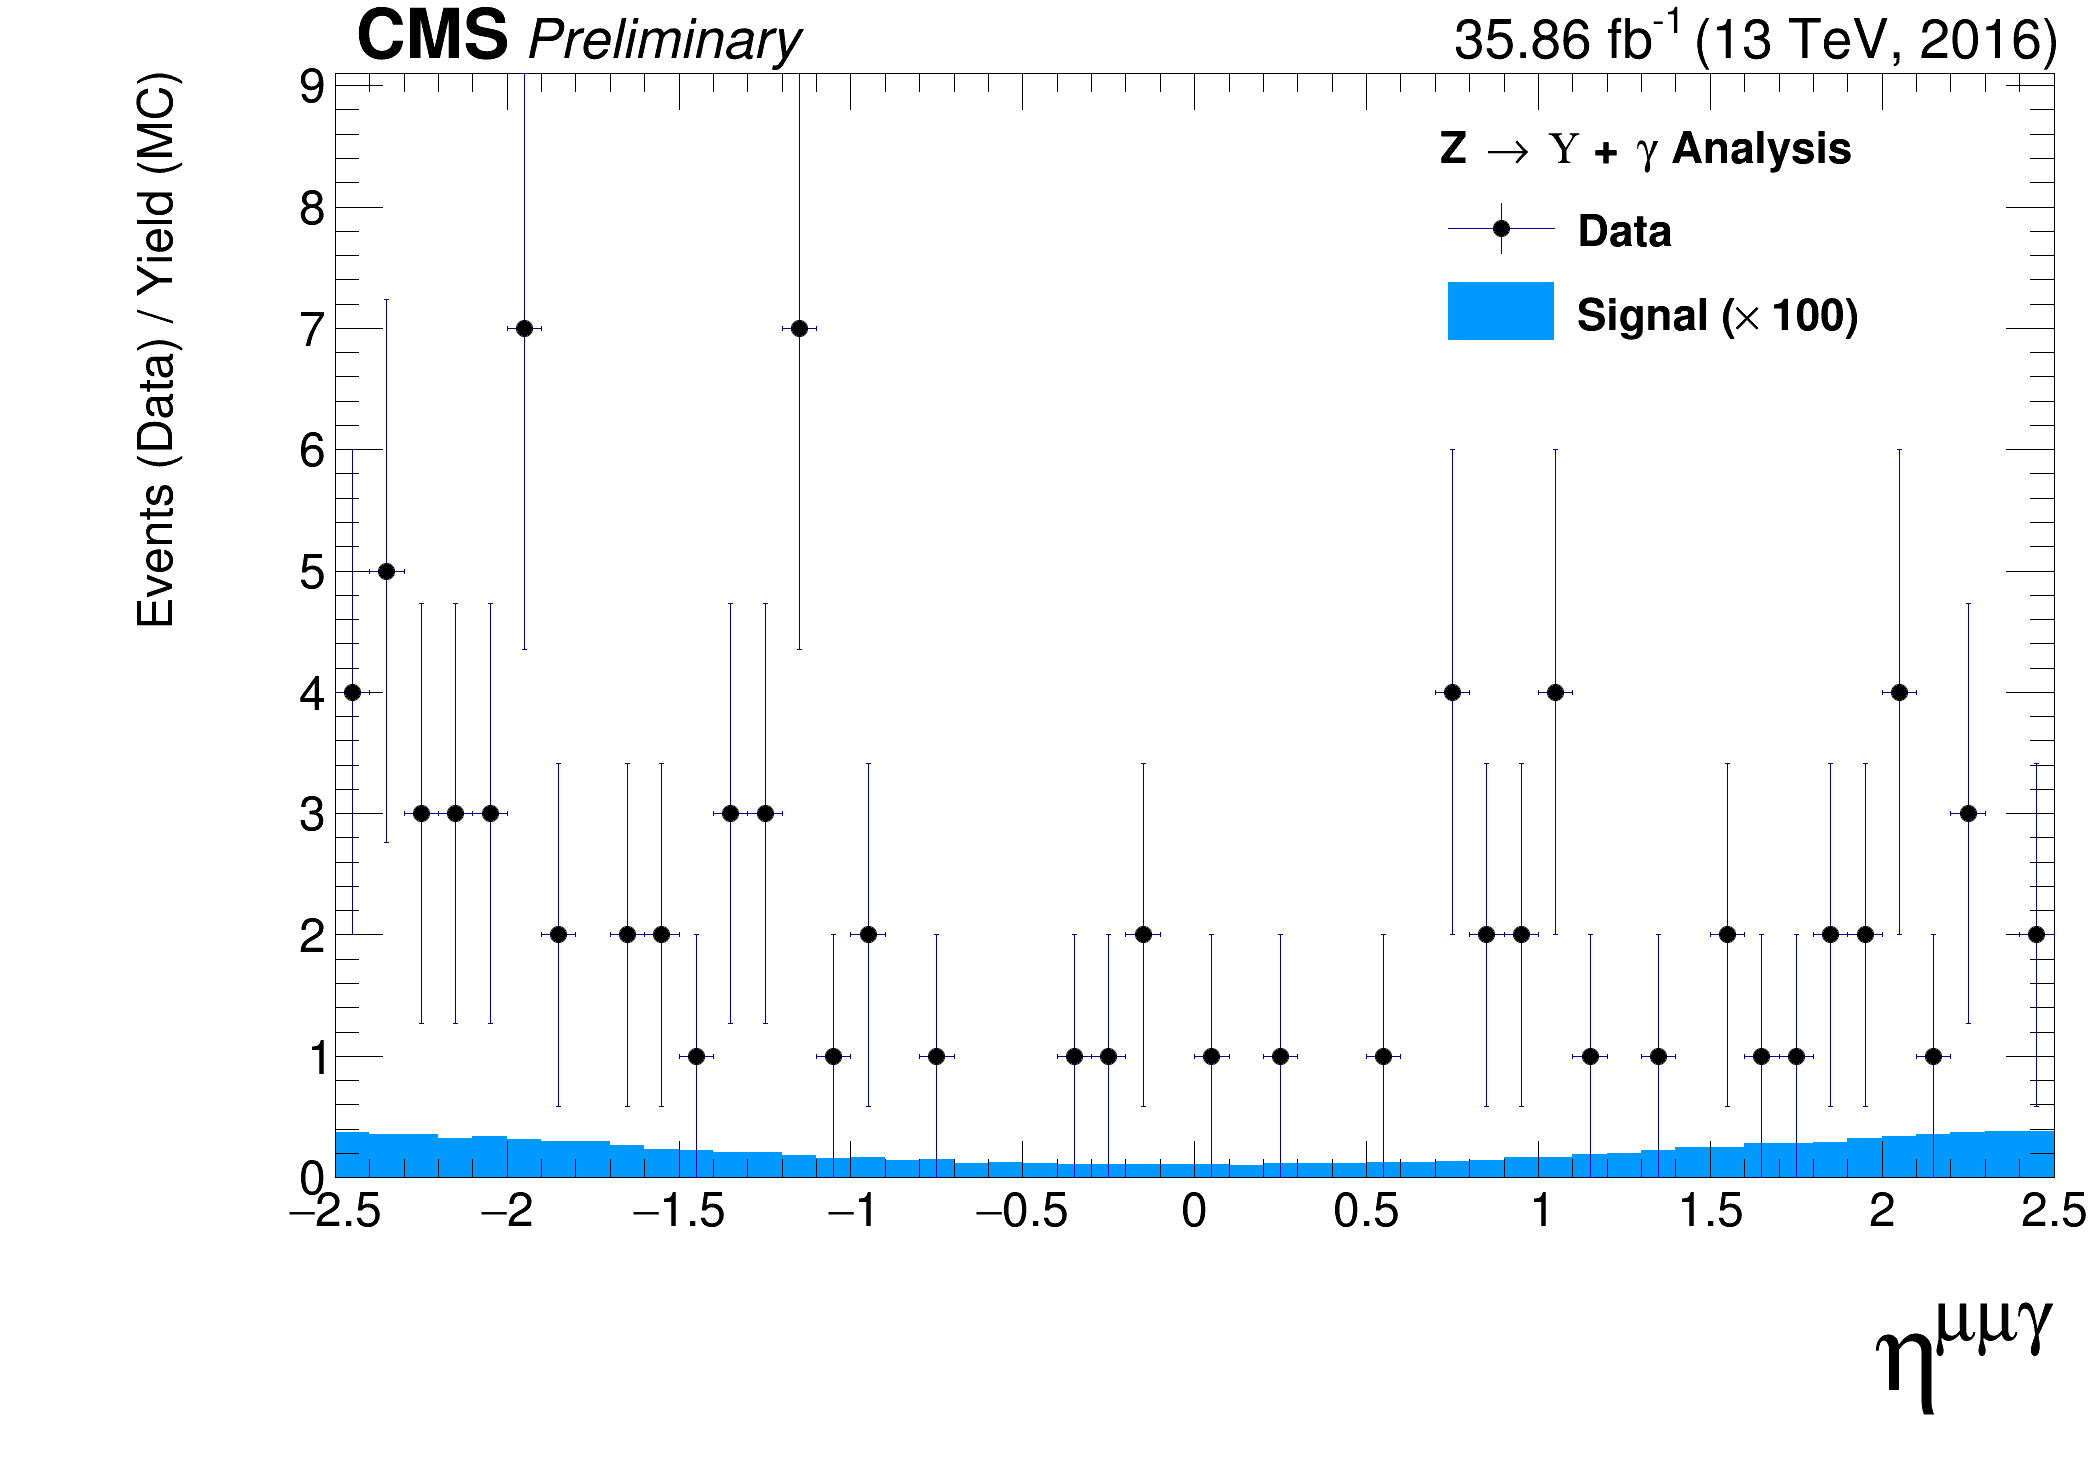 CMS Preliminary 35.86 fb⁻¹ (13 TeV, 2016)
Events (Data) / Yield (MC)
Z → ϒ + γ Analysis
Data
Signal (× 100)
9
8
7
6
5
4
3
2
1
0
−2.5 −2 −1.5 −1 −0.5 0 0.5 1 1.5 2 2.5
η^μμγ